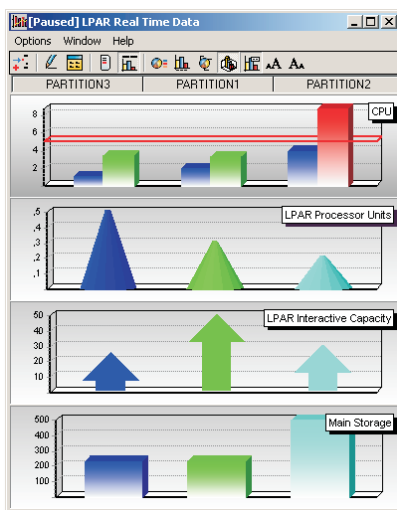 [Paused] LPAR Real Time Data
Options Window Help
AA AA
PARTITION3 PARTITION1 PARTITION2
CPU
8
6
4
2
LPAR Processor Units
,5
,4
,3
,2
,1
LPAR Interactive Capacity
50
40
30
20
10
Main Storage
500
400
300
200
100